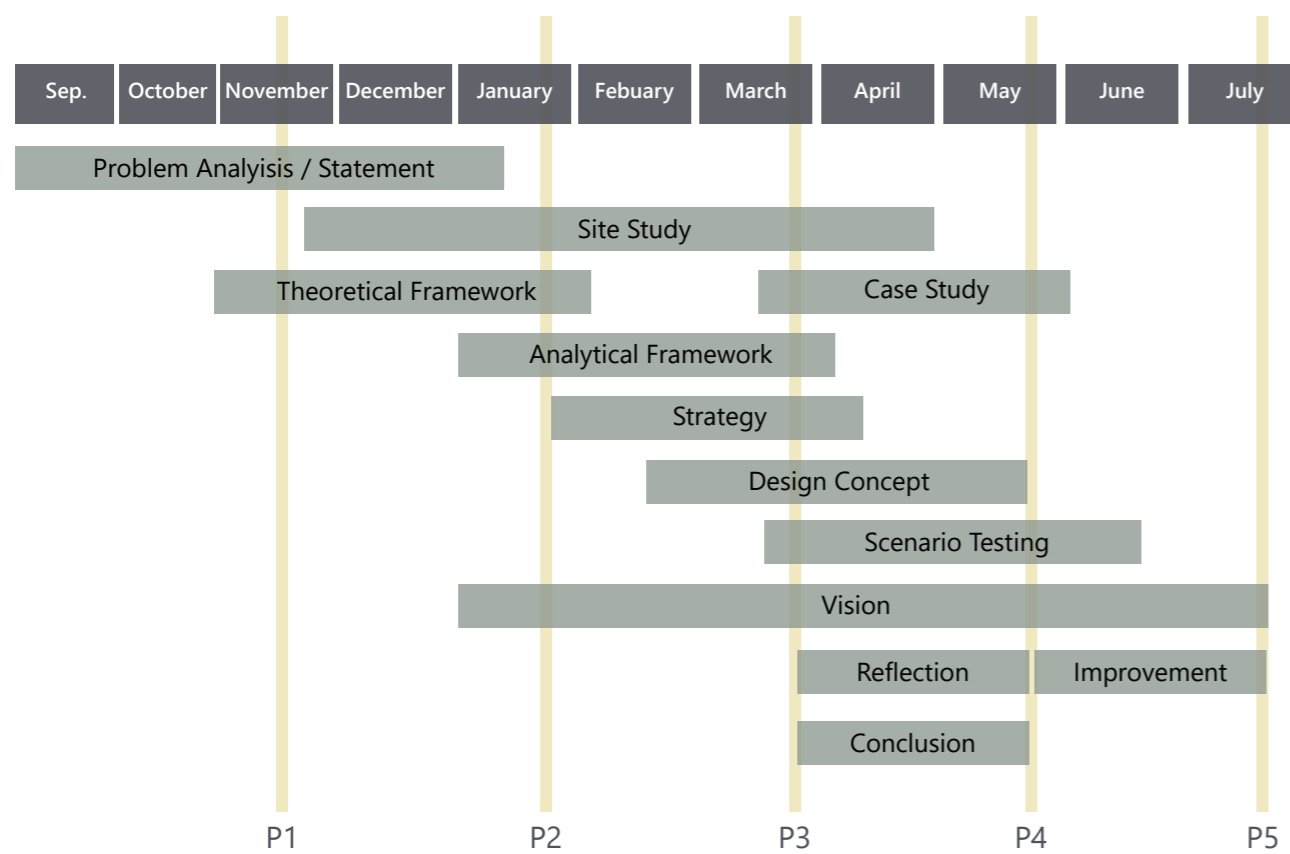 Sep. October November December January Febuary March April May June July
Problem Analyisis / Statement
Site Study
Theoretical Framework Case Study
Analytical Framework
Strategy
Design Concept
Scenario Testing
Vision
Reflection Improvement
Conclusion
P1 P2 P3 P4 P5